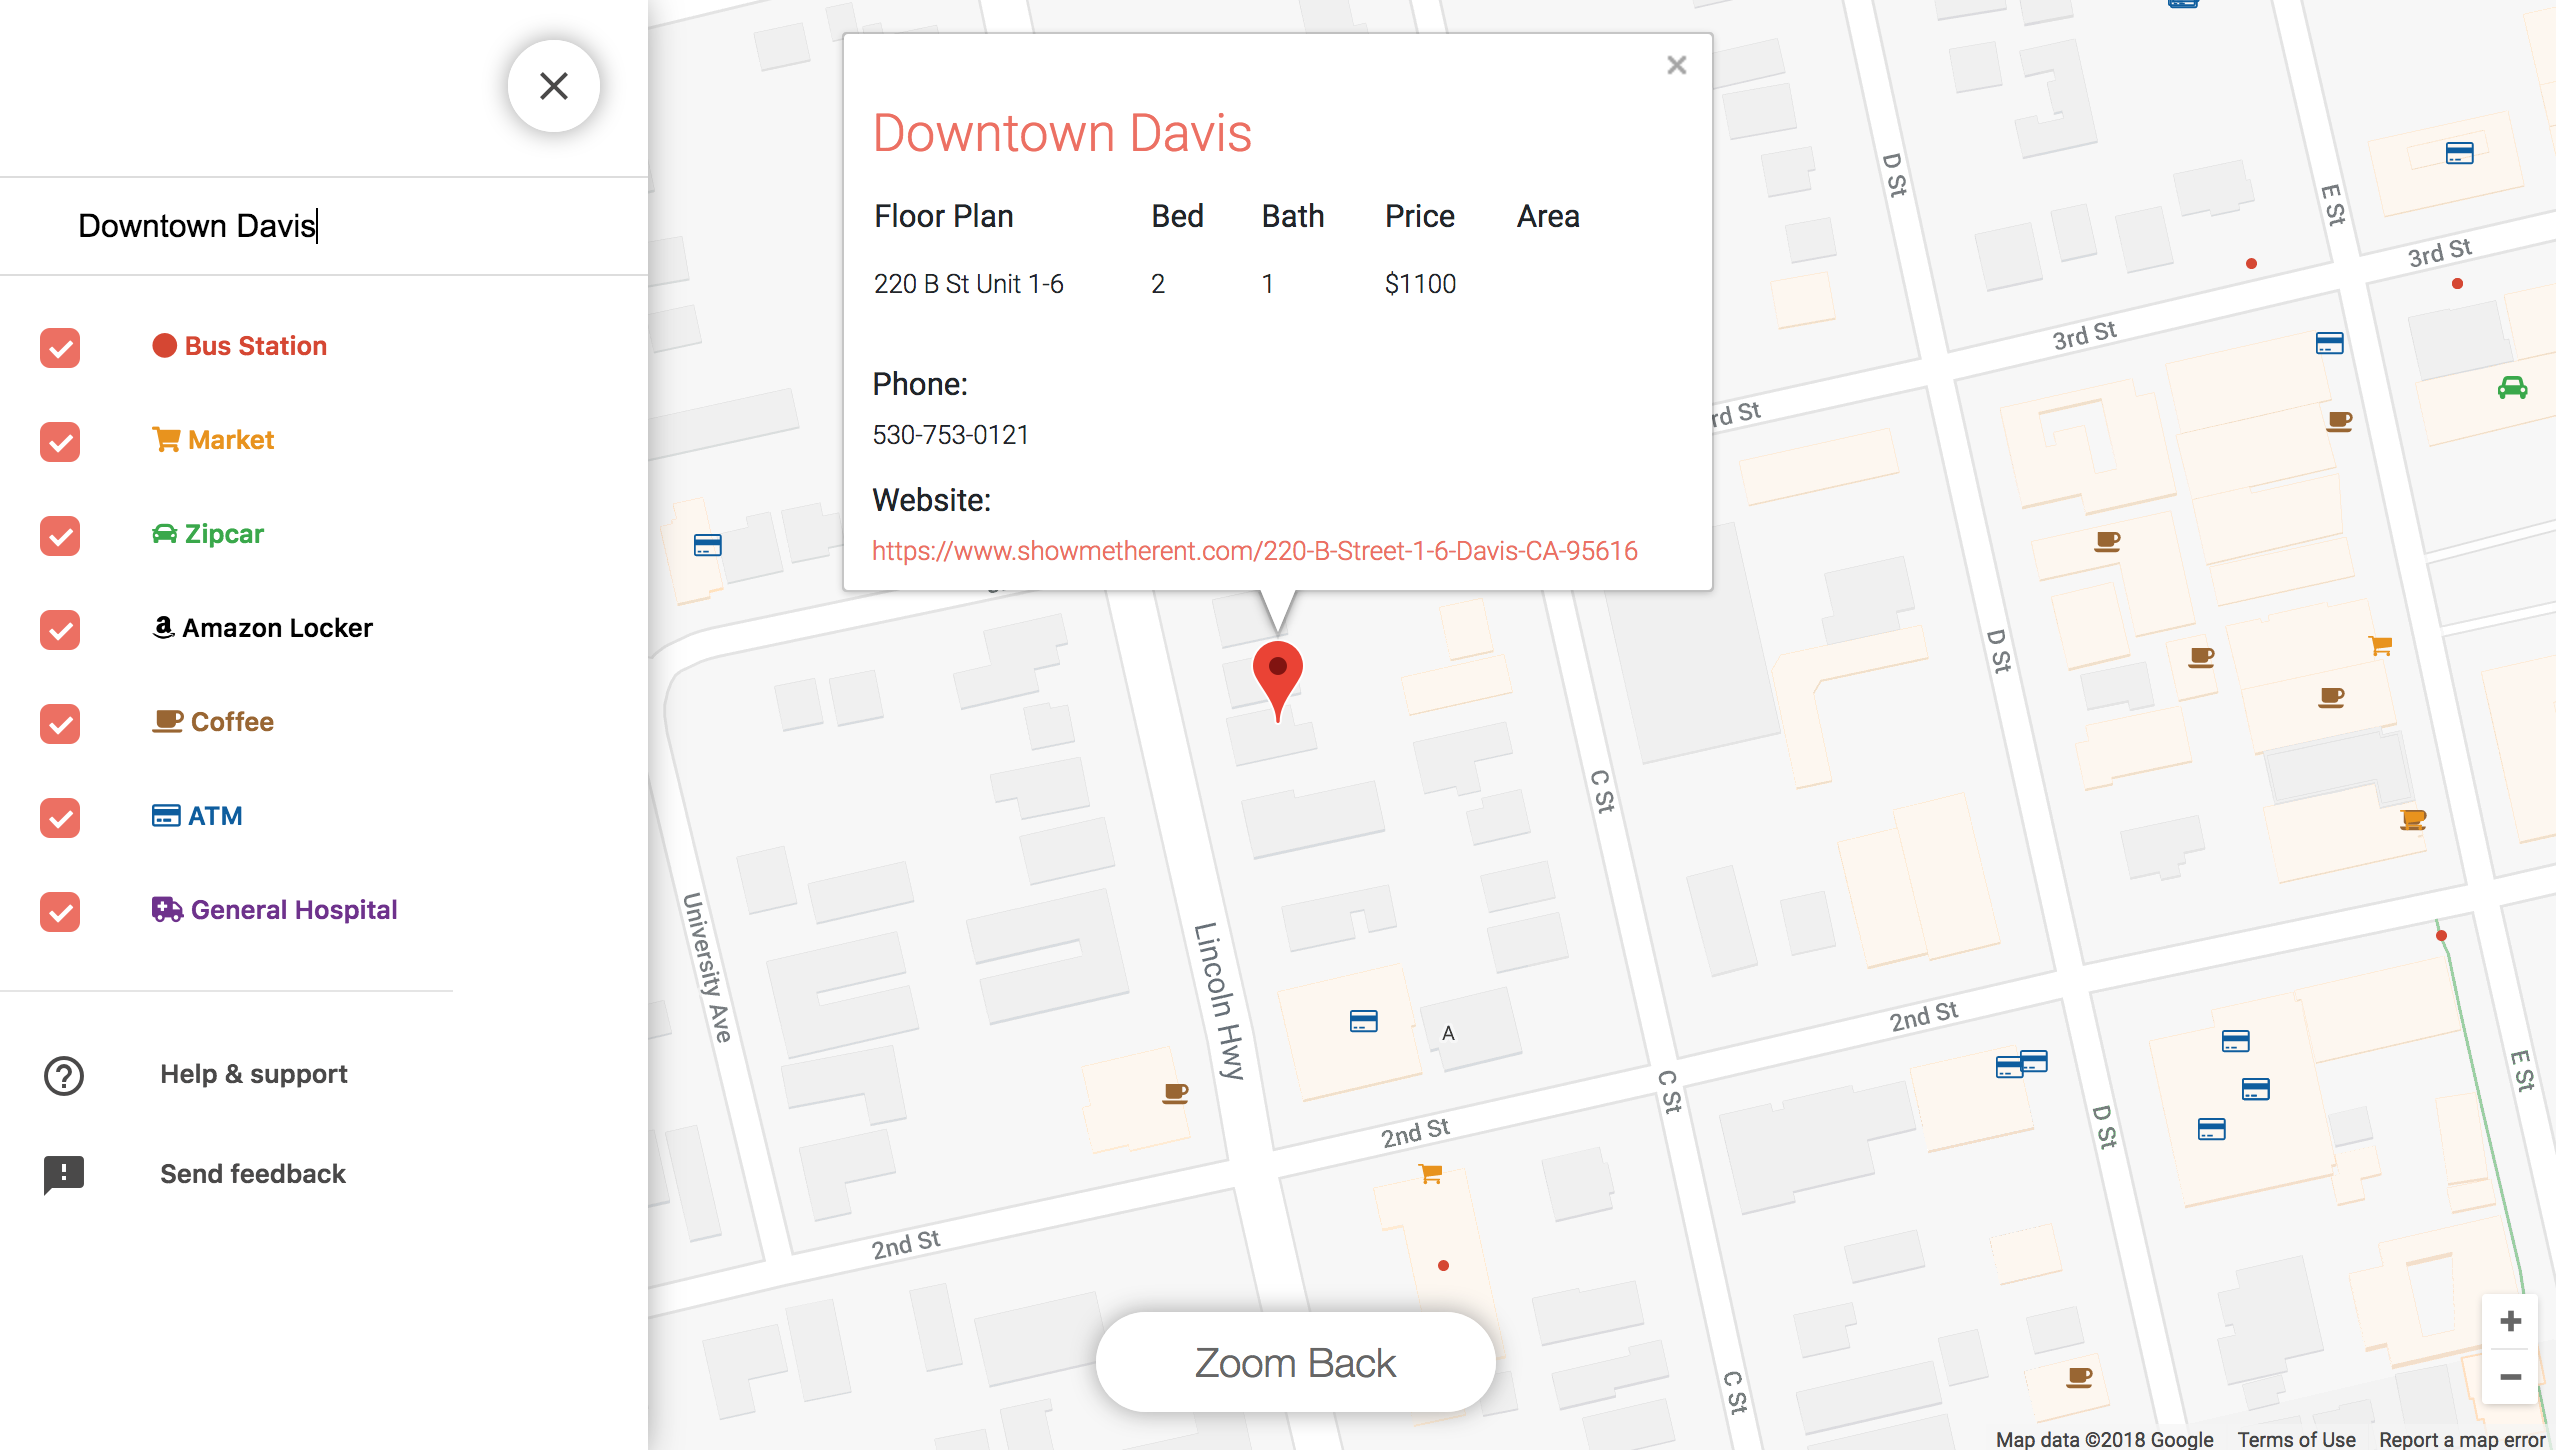 Downtown Davis
Bus Station
Market
Zipcar
Amazon Locker
Coffee
ATM
General Hospital
Help & support
Send feedback
Downtown Davis
Floor Plan Bed Bath Price Area
220 B St Unit 1-6 2 1 $1100
Phone:
530-753-0121
Website:
https://www.showmetherent.com/220-B-Street-1-6-Davis-CA-95616
D St
E St
3rd St
3rd St
rd St
D St
C St
University Ave
Lincoln Hwy
A
2nd St
C St
E St
D St
2nd St
2nd St
C St
Zoom Back
Map data ©2018 Google Terms of Use Report a map error